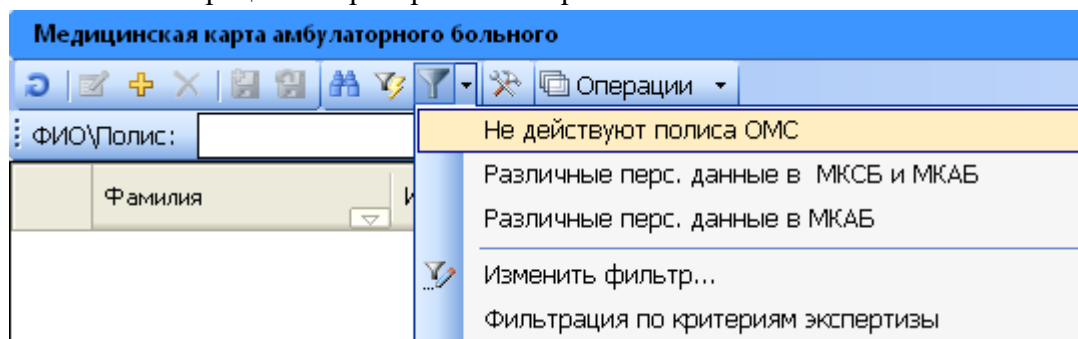 Медицинская карта амбулаторного больного
Операции
ФИО\Полис:
Не действуют полиса ОМС
Различные перс. данные в МКСБ и МКАБ
Фамилия
Различные перс. данные в МКАБ
Изменить фильтр...
Фильтрация по критериям экспертизы